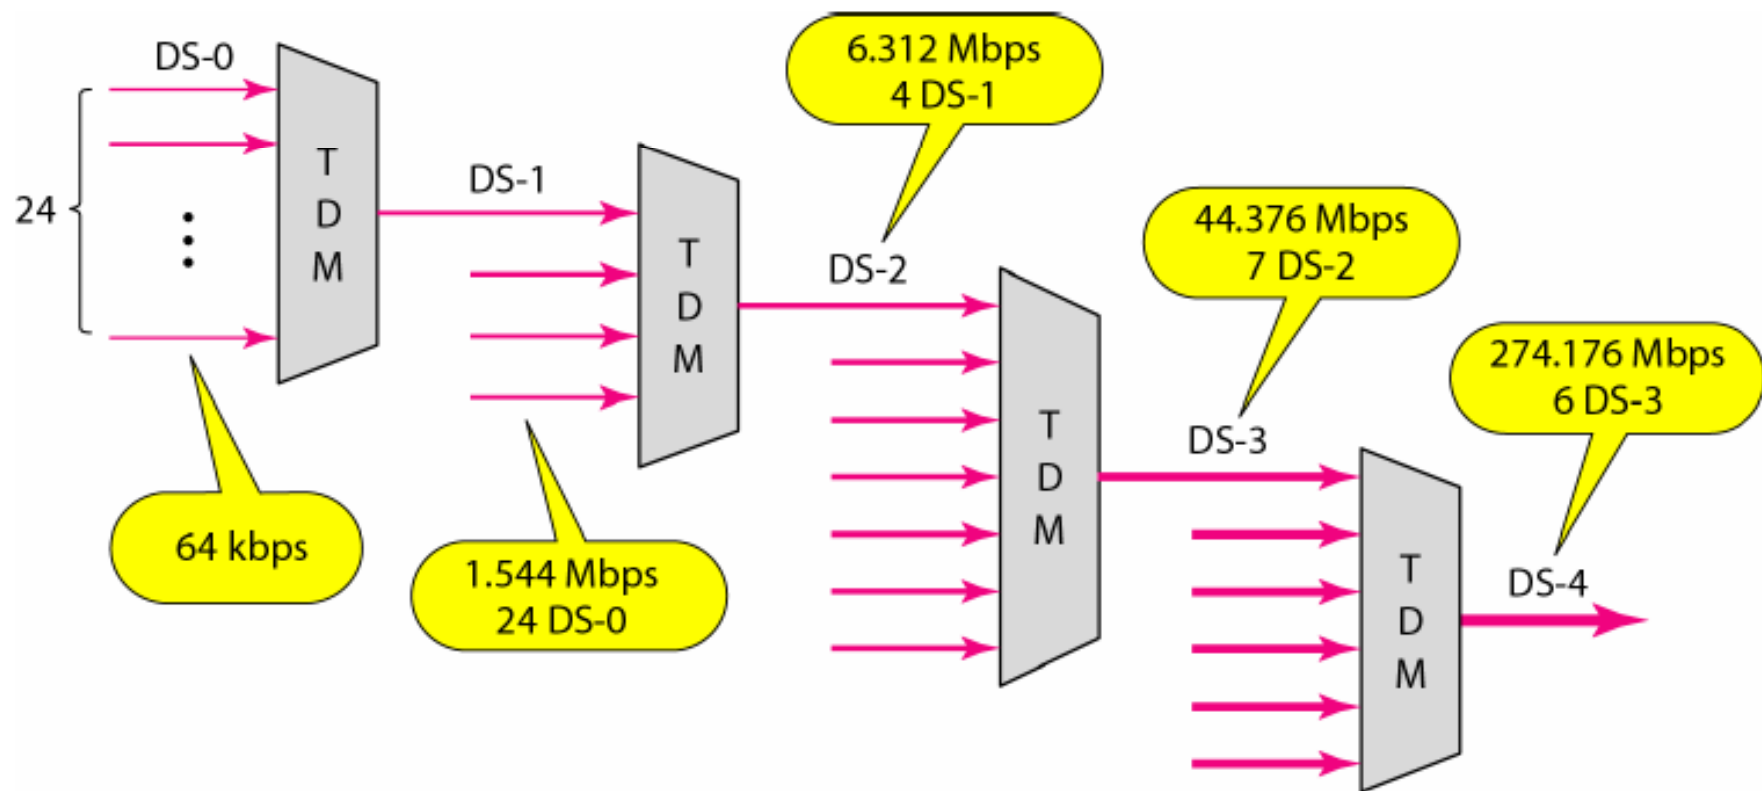 DS-0
24
T
D
M
64 kbps
DS-1
1.544 Mbps
24 DS-0
T
D
M
6.312 Mbps
4 DS-1
DS-2
T
D
M
44.376 Mbps
7 DS-2
DS-3
T
D
M
274.176 Mbps
6 DS-3
DS-4